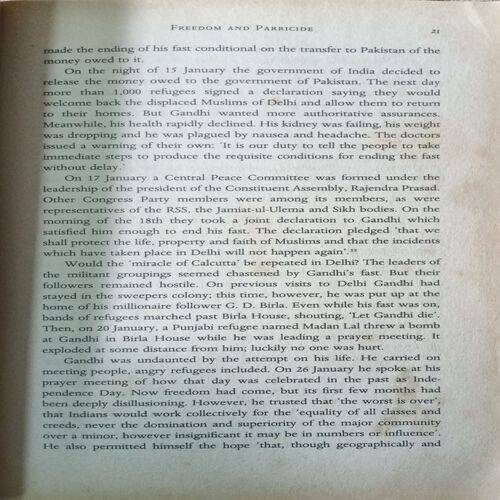 FREEDOM AND PARRICIDE 21
made the ending of his fast conditional on the transfer to Pakistan of the
money owed to it.
On the night of 15 January the government of India decided to
release the money owed to the government of Pakistan. The next day
more than 1,000 refugees signed a declaration saying they would
welcome back the displaced Muslims of Delhi and allow them to return
to their homes. But Gandhi wanted more authoritative assurances.
Meanwhile, his health rapidly declined. His kidney was failing, his weight
was dropping and he was plagued by nausea and headache. The doctors
issued a warning of their own: ‘It is our duty to tell the people to take
immediate steps to produce the requisite conditions for ending the fast
without delay.’
On 17 January a Central Peace Committee was formed under the
leadership of the president of the Constituent Assembly, Rajendra Prasad.
Other Congress Party members were among its members, as were
representatives of the RSS, the Jamiat-ul-Ulema and Sikh bodies. On the
morning of the 18th they took a joint declaration to Gandhi which
satisfied him enough to end his fast. The declaration pledged ‘that we
shall protect the life, property and faith of Muslims and that the incidents
which have taken place in Delhi will not happen again’.
Would the ‘miracle of Calcutta’ be repeated in Delhi? The leaders of
the militant groupings seemed chastened by Gandhi’s fast. But their
followers remained hostile. On previous visits to Delhi Gandhi had
stayed in the sweepers colony; this time, however, he was put up at the
home of his millionaire follower G. D. Birla. Even while his fast was on,
bands of refugees marched past Birla House, shouting, ‘Let Gandhi die’.
Then, on 20 January, a Punjabi refugee named Madan Lal threw a bomb
at Gandhi in Birla House while he was leading a prayer meeting. It
exploded at some distance from him; luckily no one was hurt.
Gandhi was undaunted by the attempt on his life. He carried on
meeting people, angry refugees included. On 26 January he spoke at his
prayer meeting of how that day was celebrated in the past as Inde-
pendence Day. Now freedom had come, but its first few months had
been deeply disillusioning. However, he trusted that ‘the worst is over’,
that Indians would work collectively for the ‘equality of all classes and
creeds, never the domination and superiority of the major community
over a minor, however insignificant it may be in numbers or influence’.
He also permitted himself the hope ‘that, though geographically and